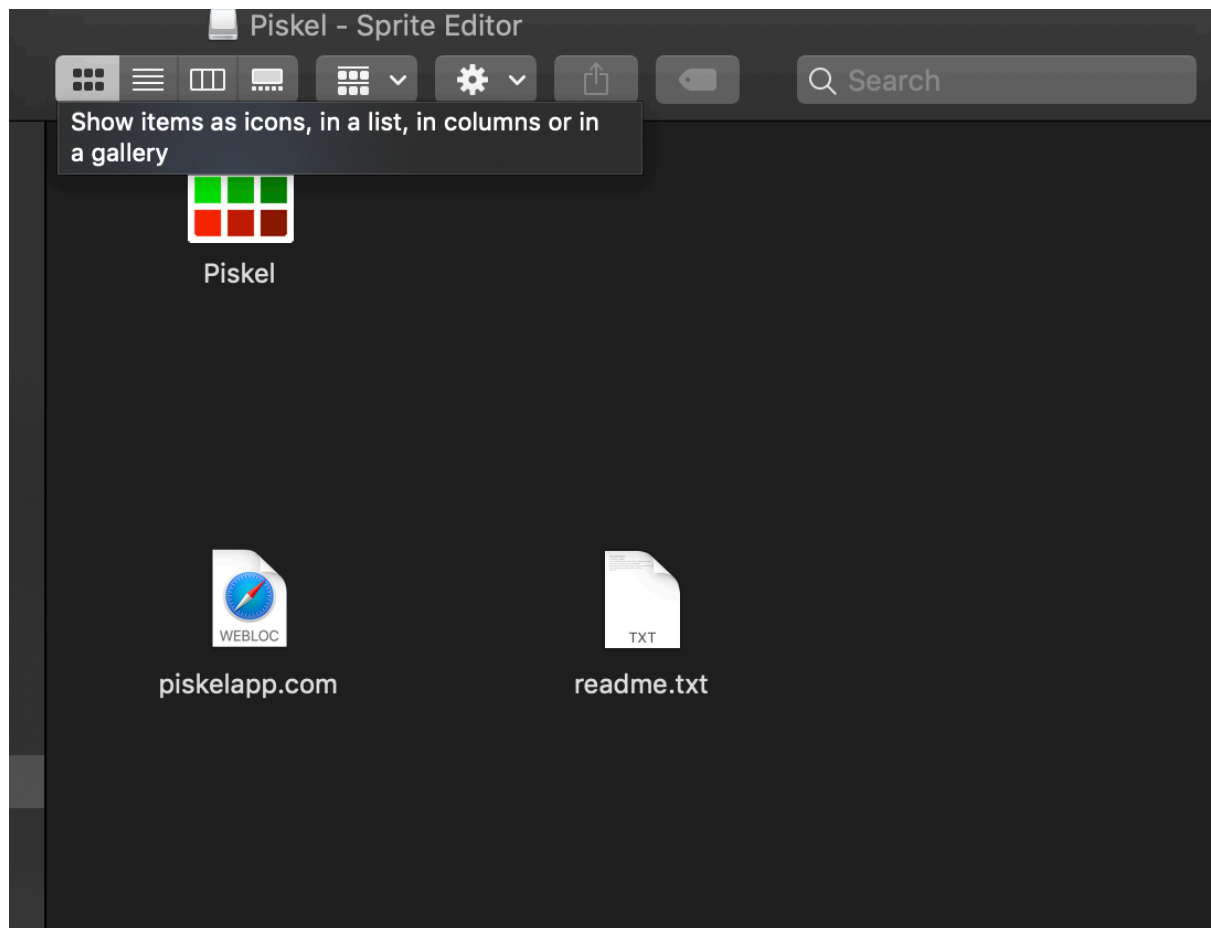 Piskel - Sprite Editor
Search
Show items as icons, in a list, in columns or in
a gallery
Piskel
WEBLOC
TXT
piskelapp.com
readme.txt